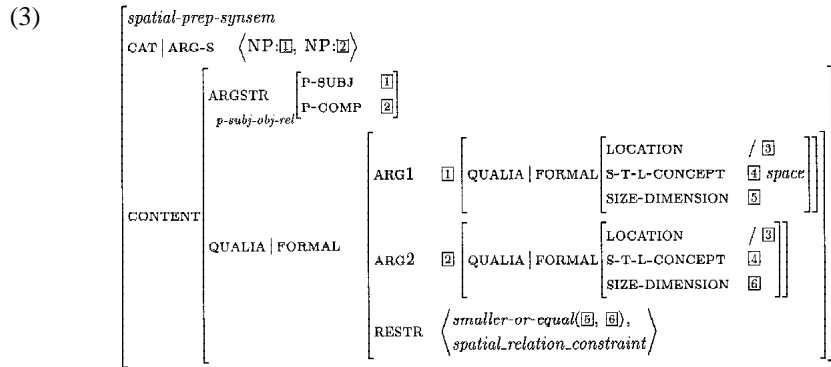 (3)
spatial-prep-synsem
CAT | ARG-S ⟨NP:1, NP:2⟩
ARGSTR P-SUBJ 1
p-subj-obj-rel P-COMP 2
CONTENT
QUALIA | FORMAL
ARG1 1 QUALIA | FORMAL
LOCATION / 3
S-T-L-CONCEPT 4 space
SIZE-DIMENSION 5
ARG2 2 QUALIA | FORMAL
LOCATION / 3
S-T-L-CONCEPT 4
SIZE-DIMENSION 6
RESTR ⟨smaller-or-equal(5, 6),
spatial_relation_constraint⟩